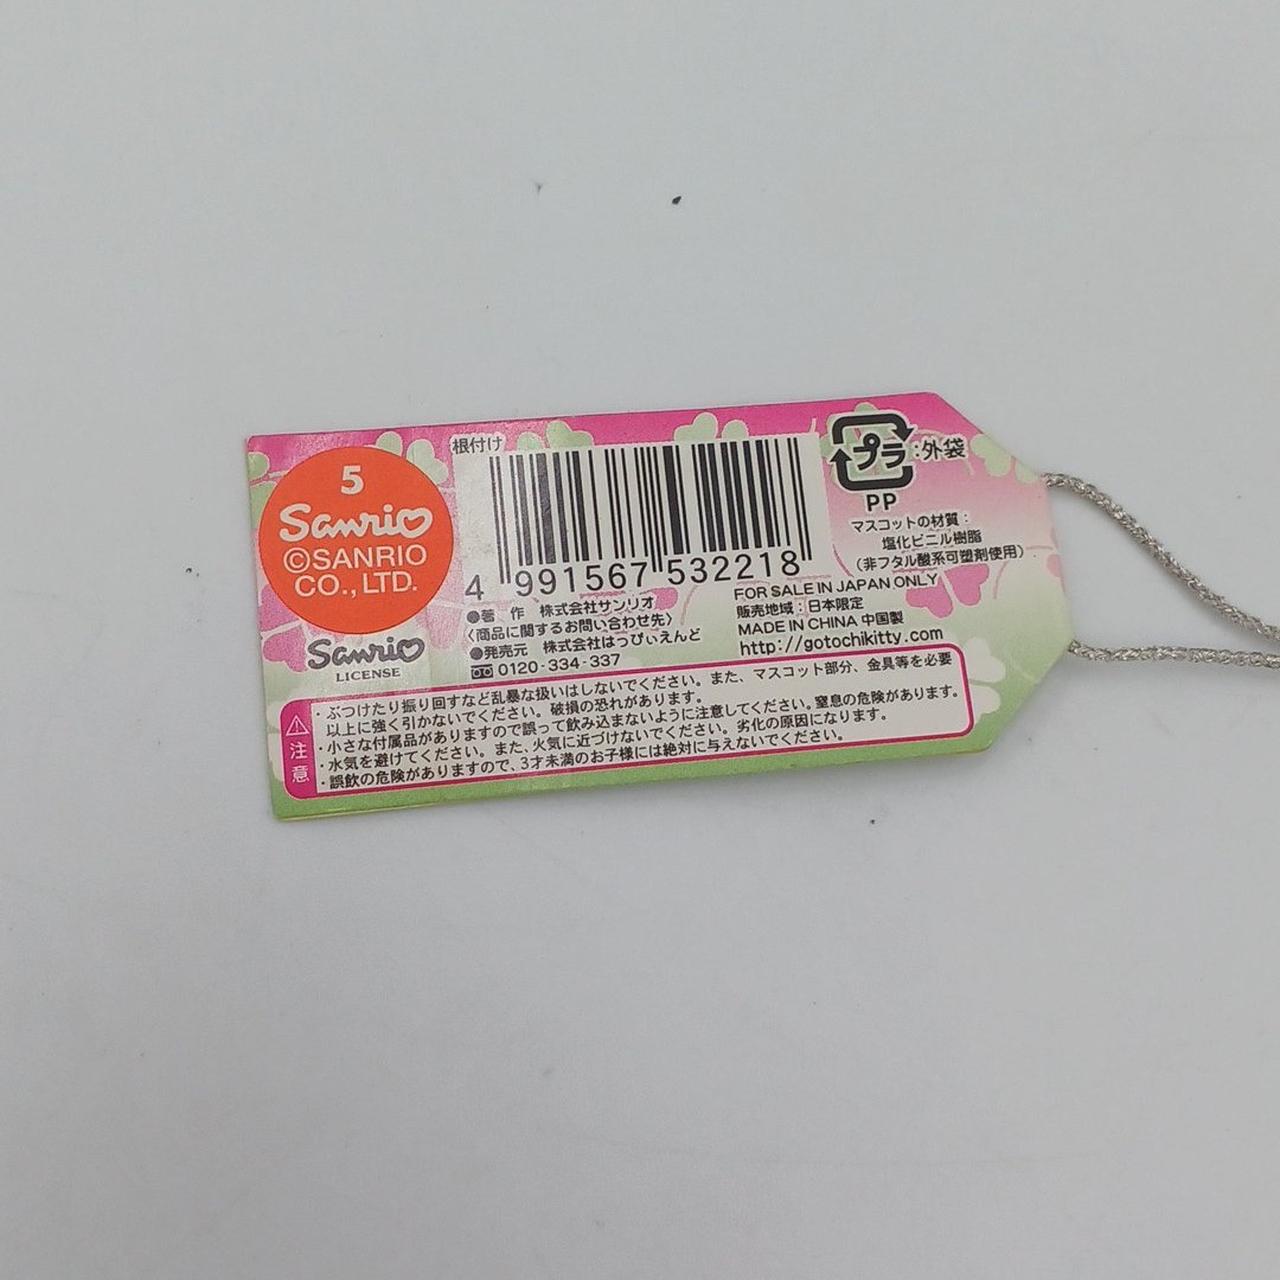 5
Sanrio
©SANRIO
CO., LTD.
Sanrio
LICENSE
根付け
4 991567 532218
●著 作 株式会社サンリオ
〈商品に関するお問い合わせ先〉
●発売元 株式会社はっぴぃえんど
0120-334-337
プラ :外袋
PP
マスコットの材質:
塩化ビニル樹脂
(非フタル酸系可塑剤使用)
FOR SALE IN JAPAN ONLY
販売地域:日本限定
MADE IN CHINA 中国製
http://gotochikitty.com
注意
・ぶつけたり振り回すなど乱暴な扱いはしないでください。また、マスコット部分、金具等を必要
以上に強く引かないでください。破損の恐れがあります。
・小さな付属品がありますので誤って飲み込まないように注意してください。窒息の危険があります。
・水気を避けてください。また、火気に近づけないでください。劣化の原因になります。
・誤飲の危険がありますので、3才未満のお子様には絶対に与えないでください。